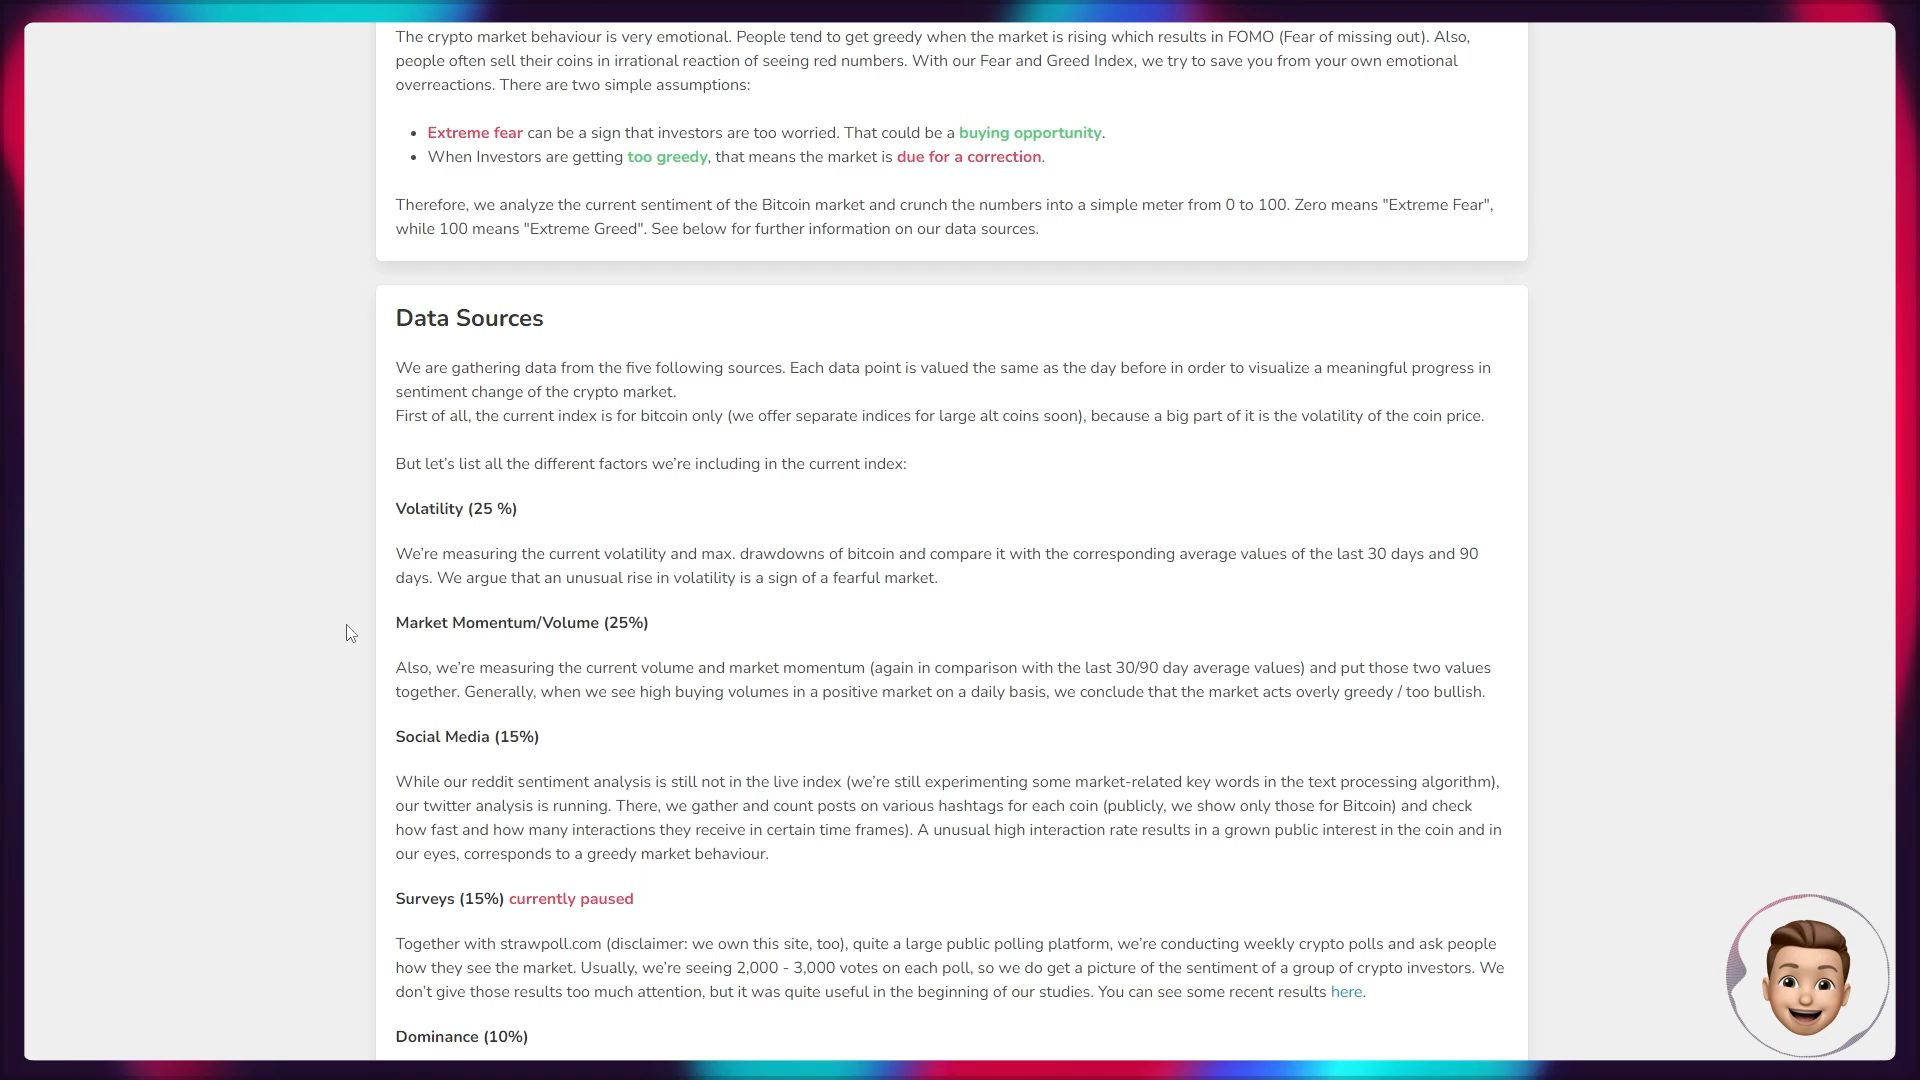 The crypto market behaviour is very emotional. People tend to get greedy when the market is rising which results in FOMO (Fear of missing out). Also,
people often sell their coins in irrational reaction of seeing red numbers. With our Fear and Greed Index, we try to save you from your own emotional
overreactions. There are two simple assumptions:
• Extreme fear can be a sign that investors are too worried. That could be a buying opportunity.
• When Investors are getting too greedy, that means the market is due for a correction.
Therefore, we analyze the current sentiment of the Bitcoin market and crunch the numbers into a simple meter from 0 to 100. Zero means "Extreme Fear",
while 100 means "Extreme Greed". See below for further information on our data sources.
Data Sources
We are gathering data from the five following sources. Each data point is valued the same as the day before in order to visualize a meaningful progress in
sentiment change of the crypto market.
First of all, the current index is for bitcoin only (we offer separate indices for large alt coins soon), because a big part of it is the volatility of the coin price.
But let’s list all the different factors we’re including in the current index:
Volatility (25 %)
We’re measuring the current volatility and max. drawdowns of bitcoin and compare it with the corresponding average values of the last 30 days and 90
days. We argue that an unusual rise in volatility is a sign of a fearful market.
Market Momentum/Volume (25%)
Also, we’re measuring the current volume and market momentum (again in comparison with the last 30/90 day average values) and put those two values
together. Generally, when we see high buying volumes in a positive market on a daily basis, we conclude that the market acts overly greedy / too bullish.
Social Media (15%)
While our reddit sentiment analysis is still not in the live index (we’re still experimenting some market-related key words in the text processing algorithm),
our twitter analysis is running. There, we gather and count posts on various hashtags for each coin (publicly, we show only those for Bitcoin) and check
how fast and how many interactions they receive in certain time frames). A unusual high interaction rate results in a grown public interest in the coin and in
our eyes, corresponds to a greedy market behaviour.
Surveys (15%) currently paused
Together with strawpoll.com (disclaimer: we own this site, too), quite a large public polling platform, we’re conducting weekly crypto polls and ask people
how they see the market. Usually, we’re seeing 2,000 - 3,000 votes on each poll, so we do get a picture of the sentiment of a group of crypto investors. We
don’t give those results too much attention, but it was quite useful in the beginning of our studies. You can see some recent results here.
Dominance (10%)